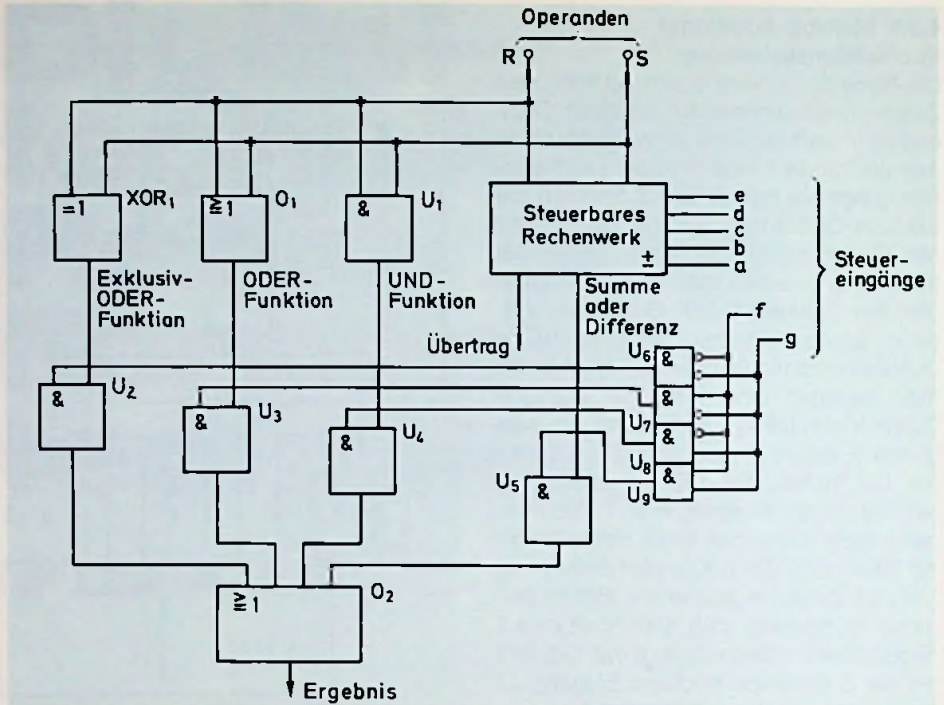 Operanden
R S
=1 XOR₁
≧1 O₁
& U₁
Steuerbares
Rechenwerk
±
e
d
c
b
a
Steuer-
eingänge
Exklusiv-
ODER-
Funktion
ODER-
Funktion
UND-
Funktion
Übertrag
Summe
oder
Differenz
f
g
U₆ &
& U₇
& U₈
& U₉
& U₂
& U₃
& U₄
U₅ &
≧1 O₂
Ergebnis